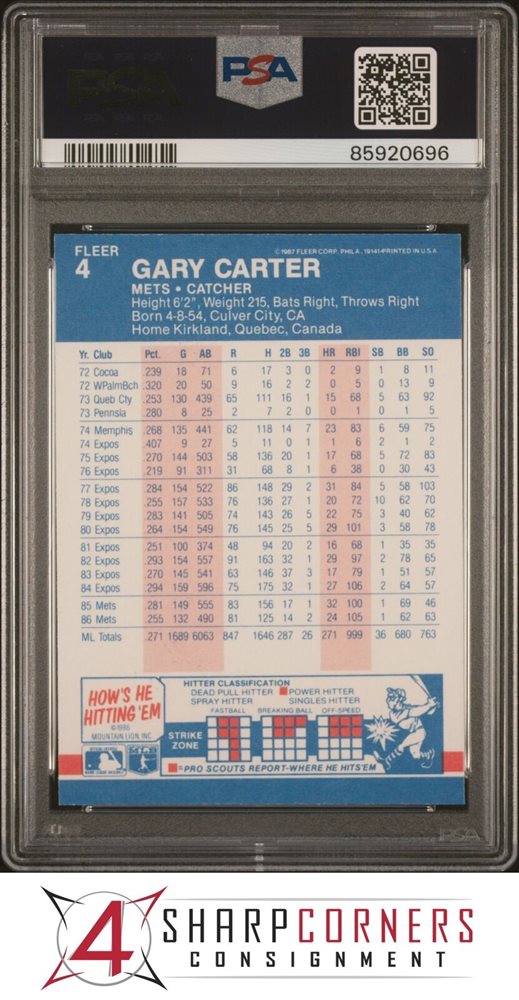 PSA
PSA
85920696
FLEER
4
© 1987 FLEER CORP. PHILA., 19141 PRINTED IN U.S.A.
GARY CARTER
METS • CATCHER
Height 6'2", Weight 215, Bats Right, Throws Right
Born 4-8-54, Culver City, CA
Home Kirkland, Quebec, Canada
Yr. Club Pct. G AB R H 2B 3B HR RBI SB BB SO
72 Cocoa .239 18 71 6 17 3 0 2 9 1 8 11
72 WPalmBch .320 20 50 9 16 2 2 0 5 0 13 9
73 Queb Cty .253 130 439 65 111 16 1 15 68 5 63 92
73 Pennsla .280 8 25 2 7 2 0 0 1 0 1 5
74 Memphis .268 135 441 62 118 14 7 23 83 6 59 75
74 Expos .407 9 27 5 11 0 1 1 6 2 1 2
75 Expos .270 144 503 58 136 20 1 17 68 5 72 83
76 Expos .219 91 311 31 68 8 1 6 38 0 30 43
77 Expos .284 154 522 86 148 29 2 31 84 5 58 103
78 Expos .255 157 533 76 136 27 1 20 72 10 62 70
79 Expos .283 141 505 74 143 26 5 22 75 3 40 62
80 Expos .264 154 549 76 145 25 5 29 101 3 58 78
81 Expos .251 100 374 48 94 20 2 16 68 1 35 35
82 Expos .293 154 557 91 163 32 1 29 97 2 78 65
83 Expos .270 145 541 63 146 37 3 17 79 1 51 57
84 Expos .294 159 596 75 175 32 1 27 106 2 64 57
85 Mets .281 149 555 83 156 17 1 32 100 1 69 46
86 Mets .255 132 490 81 125 14 2 24 105 1 62 63
ML Totals .271 1689 6063 847 1646 287 26 271 999 36 680 763
HOW'S HE
HITTING 'EM
© 1986
MOUNTAIN LION, INC.
HITTER CLASSIFICATION
DEAD PULL HITTER POWER HITTER
SPRAY HITTER SINGLES HITTER
FASTBALL BREAKING BALL OFF-SPEED
STRIKE
ZONE
=PRO SCOUTS REPORT-WHERE HE HITS 'EM
MLB
PSA
4
SHARPCORNERS
CONSIGNMENT